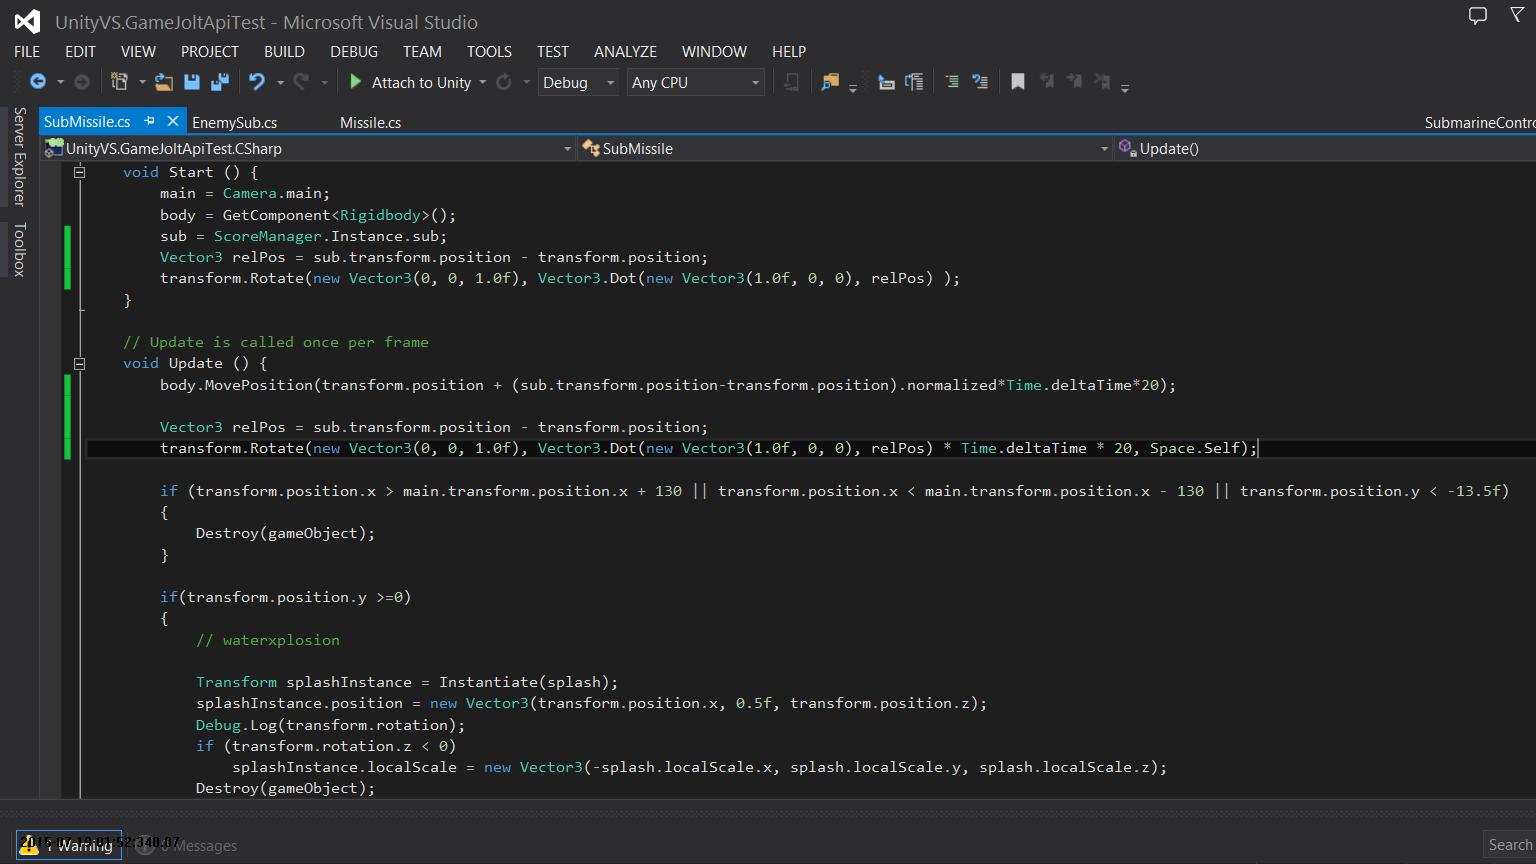 UnityVS.GameJoltApiTest - Microsoft Visual Studio
FILE EDIT VIEW PROJECT BUILD DEBUG TEAM TOOLS TEST ANALYZE WINDOW HELP
Attach to Unity Debug Any CPU
Server Explorer
Toolbox
SubMissile.cs EnemySub.cs Missile.cs SubmarineContro
UnityVS.GameJoltApiTest.CSharp SubMissile Update()
void Start () {
main = Camera.main;
body = GetComponent<Rigidbody>();
sub = ScoreManager.Instance.sub;
Vector3 relPos = sub.transform.position - transform.position;
transform.Rotate(new Vector3(0, 0, 1.0f), Vector3.Dot(new Vector3(1.0f, 0, 0), relPos) );
}
// Update is called once per frame
void Update () {
body.MovePosition(transform.position + (sub.transform.position-transform.position).normalized*Time.deltaTime*20);
Vector3 relPos = sub.transform.position - transform.position;
transform.Rotate(new Vector3(0, 0, 1.0f), Vector3.Dot(new Vector3(1.0f, 0, 0), relPos) * Time.deltaTime * 20, Space.Self);
if (transform.position.x > main.transform.position.x + 130 || transform.position.x < main.transform.position.x - 130 || transform.position.y < -13.5f)
{
Destroy(gameObject);
}
if(transform.position.y >=0)
{
// waterxplosion
Transform splashInstance = Instantiate(splash);
splashInstance.position = new Vector3(transform.position.x, 0.5f, transform.position.z);
Debug.Log(transform.rotation);
if (transform.rotation.z < 0)
splashInstance.localScale = new Vector3(-splash.localScale.x, splash.localScale.y, splash.localScale.z);
Destroy(gameObject);
1 Warning 0 Messages
Search